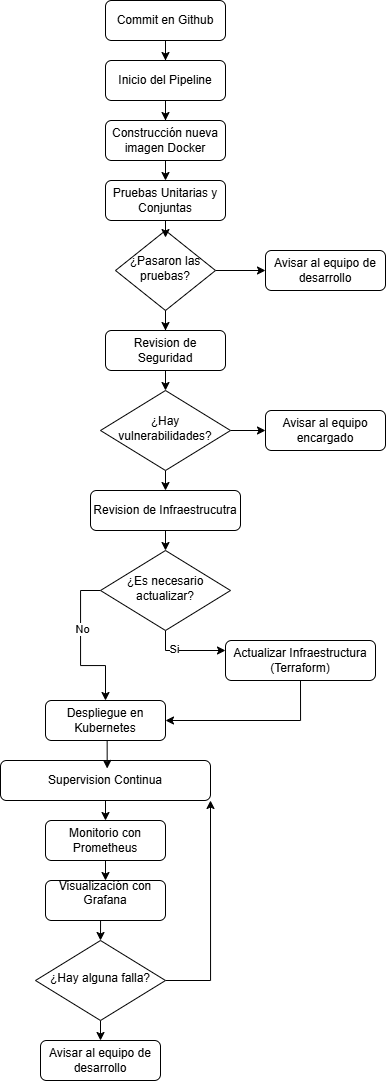 Commit en Github
Inicio del Pipeline
Construcción nueva
imagen Docker
Pruebas Unitarias y
Conjuntas
¿Pasaron las
pruebas?
Avisar al equipo de
desarrollo
Revision de
Seguridad
¿Hay
vulnerabilidades?
Avisar al equipo
encargado
Revision de Infraestrucutra
¿Es necesario
actualizar?
No
Si
Actualizar Infraestructura
(Terraform)
Despliegue en
Kubernetes
Supervision Continua
Monitorio con
Prometheus
Visualización con
Grafana
¿Hay alguna falla?
Avisar al equipo de
desarrollo